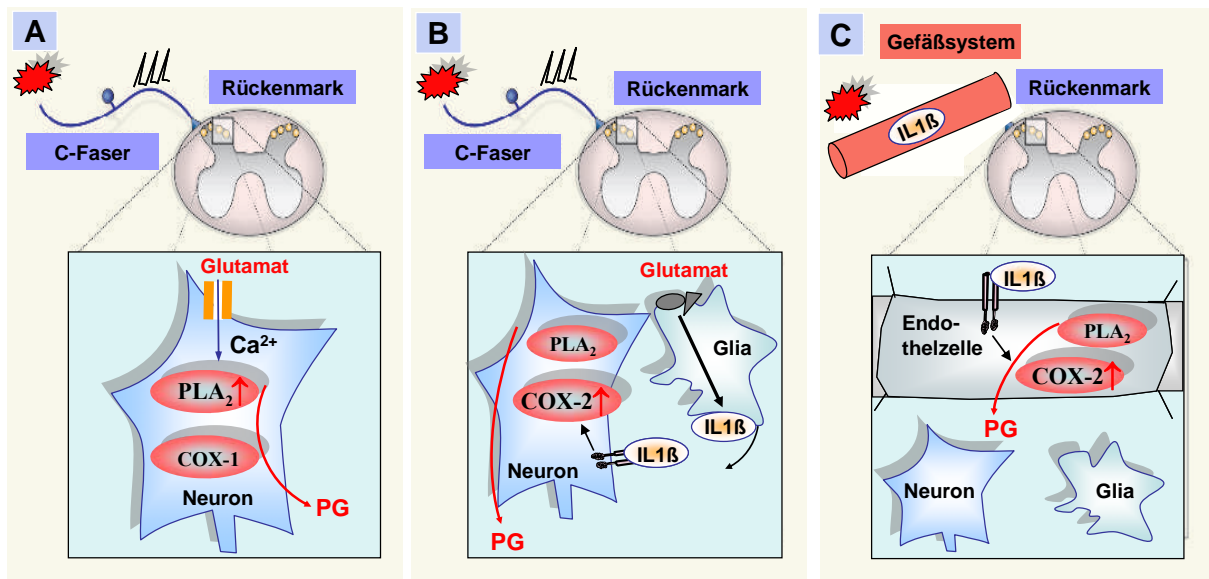 A
Rückenmark
C-Faser
Glutamat
Ca²⁺
PLA₂
COX-1
Neuron
PG
B
Rückenmark
C-Faser
Glutamat
PLA₂
Glia
COX-2
IL1ß
IL1ß
Neuron
PG
C
Gefäßsystem
Rückenmark
IL1ß
IL1ß
Endo-
thelzelle
PLA₂
COX-2
PG
Neuron
Glia